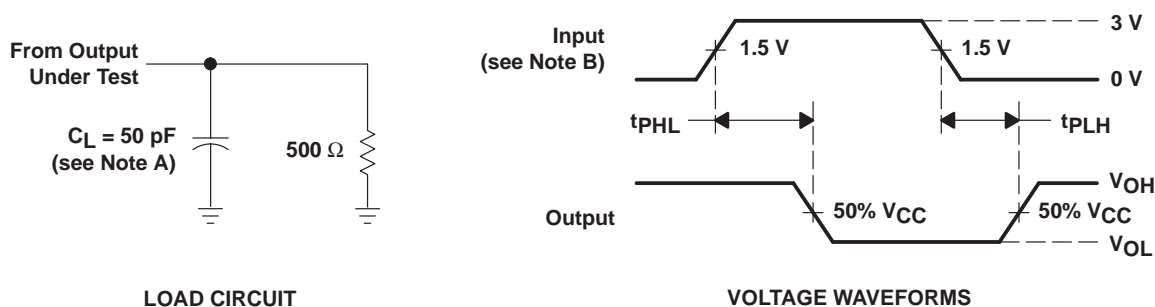 From Output
Under Test
CL = 50 pF
(see Note A)
500 Ω
LOAD CIRCUIT
Input
(see Note B)
1.5 V
1.5 V
3 V
0 V
tPHL
tPLH
Output
50% VCC
50% VCC
VOH
VOL
VOLTAGE WAVEFORMS